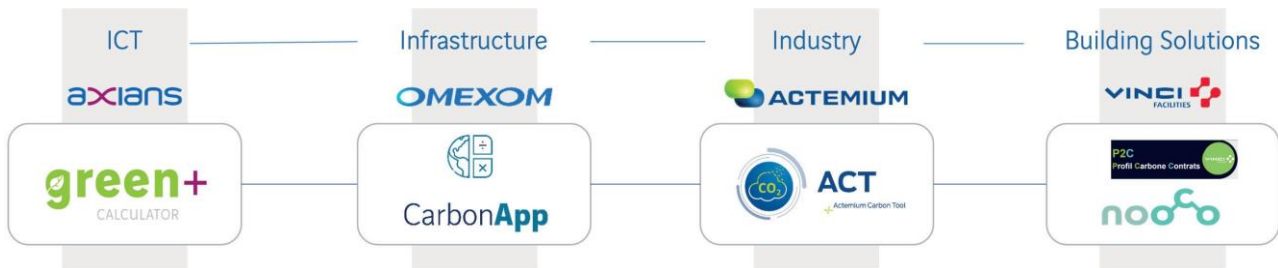 ICT
Infrastructure
Industry
Building Solutions
axians
OMEXOM
ACTEMIUM
VINCI
FACILITIES
green+
CALCULATOR
÷
×
CarbonApp
CO₂
ACT
Actemium Carbon Tool
P2C
Profil Carbone Contrats
VINCI
nooco